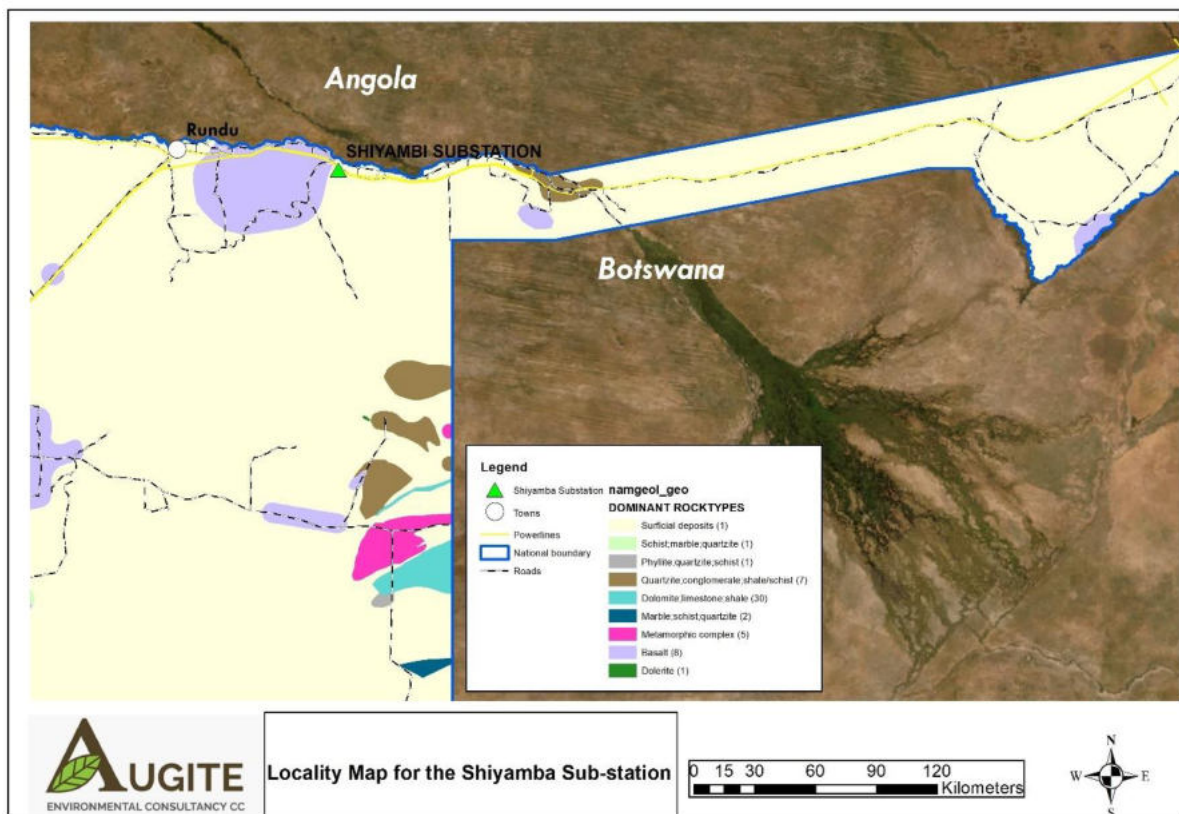 Angola
Rundu
SHIYAMBI SUBSTATION
Botswana
Legend
Shiyamba Substation
Towns
Powerlines
National boundary
Roads
namgeol_geo
DOMINANT ROCKTYPES
Surficial deposits (1)
Schist;marble;quartzite (1)
Phyllite;quartzite;schist (1)
Quartzite;conglomerate;shale/schist (7)
Dolomite;limestone;shale (30)
Marble;schist;quartzite (2)
Metamorphic complex (5)
Basalt (8)
Dolerite (1)
AUGITE
ENVIRONMENTAL CONSULTANCY CC
Locality Map for the Shiyamba Sub-station
0 15 30 60 90 120
Kilometers
N
W E
S